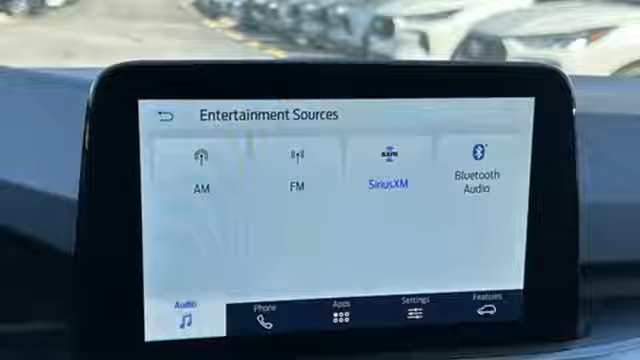 Entertainment Sources
AM
FM
SiriusXM
Bluetooth
Audio
Audio
Phone
Apps
Settings
Features